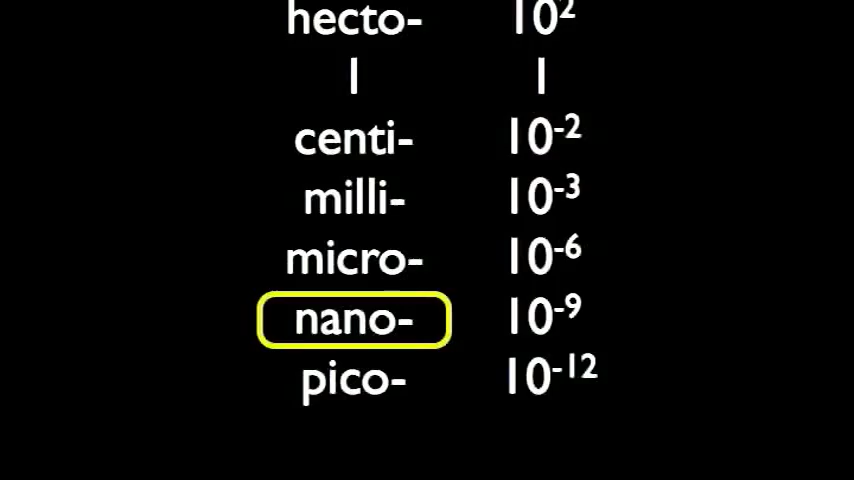 hecto- 10²
1 1
centi- 10⁻²
milli- 10⁻³
micro- 10⁻⁶
nano- 10⁻⁹
pico- 10⁻¹²